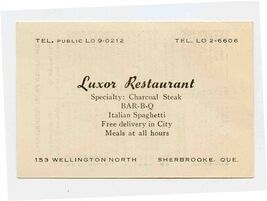 TEL. PUBLIC LO 9-0212 TEL. LO 2-6606
Luxor Restaurant
Specialty: Charcoal Steak
BAR-B-Q
Italian Spaghetti
Free delivery in City
Meals at all hours
153 WELLINGTON NORTH SHERBROOKE, QUE.